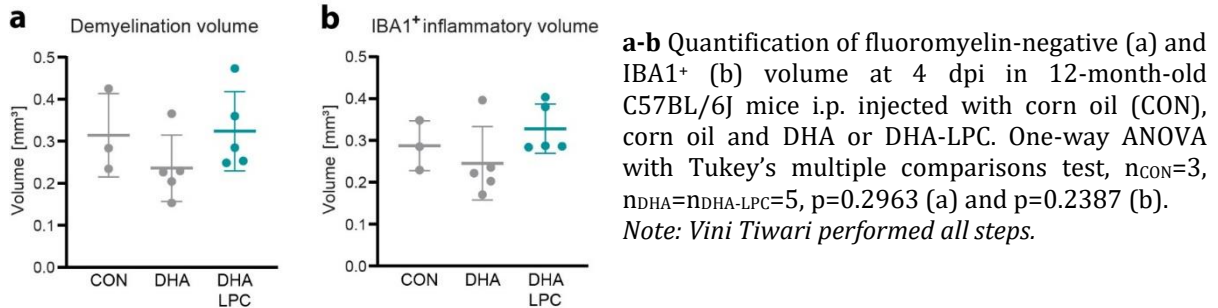 a
Demyelination volume
Volume [mm³]
0.5
0.4
0.3
0.2
0.1
0.0
CON
DHA
DHA
LPC
b
IBA1⁺ inflammatory volume
Volume [mm³]
0.5
0.4
0.3
0.2
0.1
0.0
CON
DHA
DHA
LPC
a-b Quantification of fluoromyelin-negative (a) and
IBA1⁺ (b) volume at 4 dpi in 12-month-old
C57BL/6J mice i.p. injected with corn oil (CON),
corn oil and DHA or DHA-LPC. One-way ANOVA
with Tukey's multiple comparisons test, nCON=3,
nDHA=nDHA-LPC=5, p=0.2963 (a) and p=0.2387 (b).
Note: Vini Tiwari performed all steps.